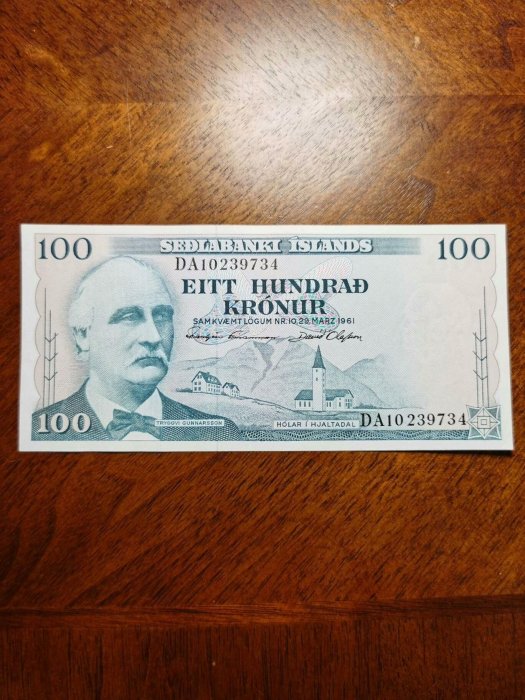 100 SEÐLABANKI ÍSLANDS 100
DA10239734
EITT HUNDRAÐ
KRÓNUR
SAMKVÆMT LÖGUM NR. 10, 29. MARZ 1961
100 TRYGGVI GUNNARSSON HÓLAR Í HJALTADAL DA10239734